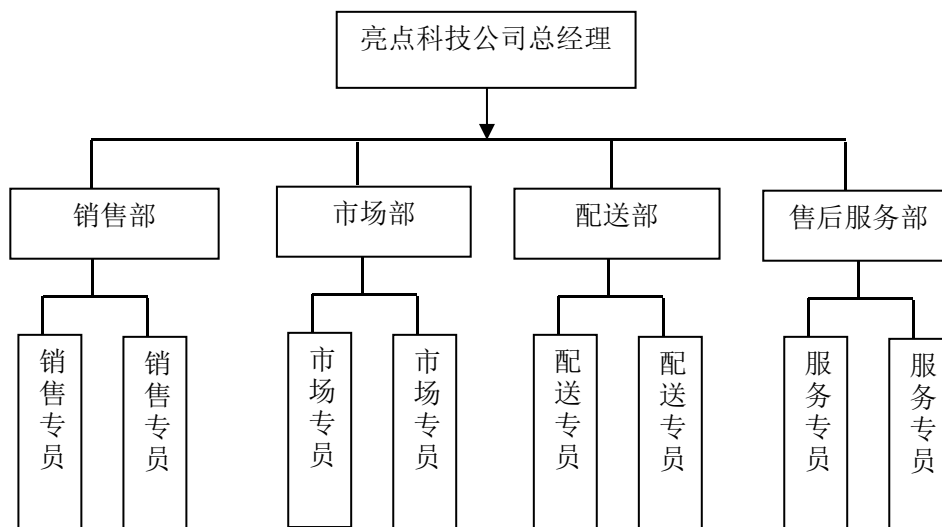 亮点科技公司总经理
销售部
市场部
配送部
售后服务部
销售专员
销售专员
市场专员
市场专员
配送专员
配送专员
服务专员
服务专员